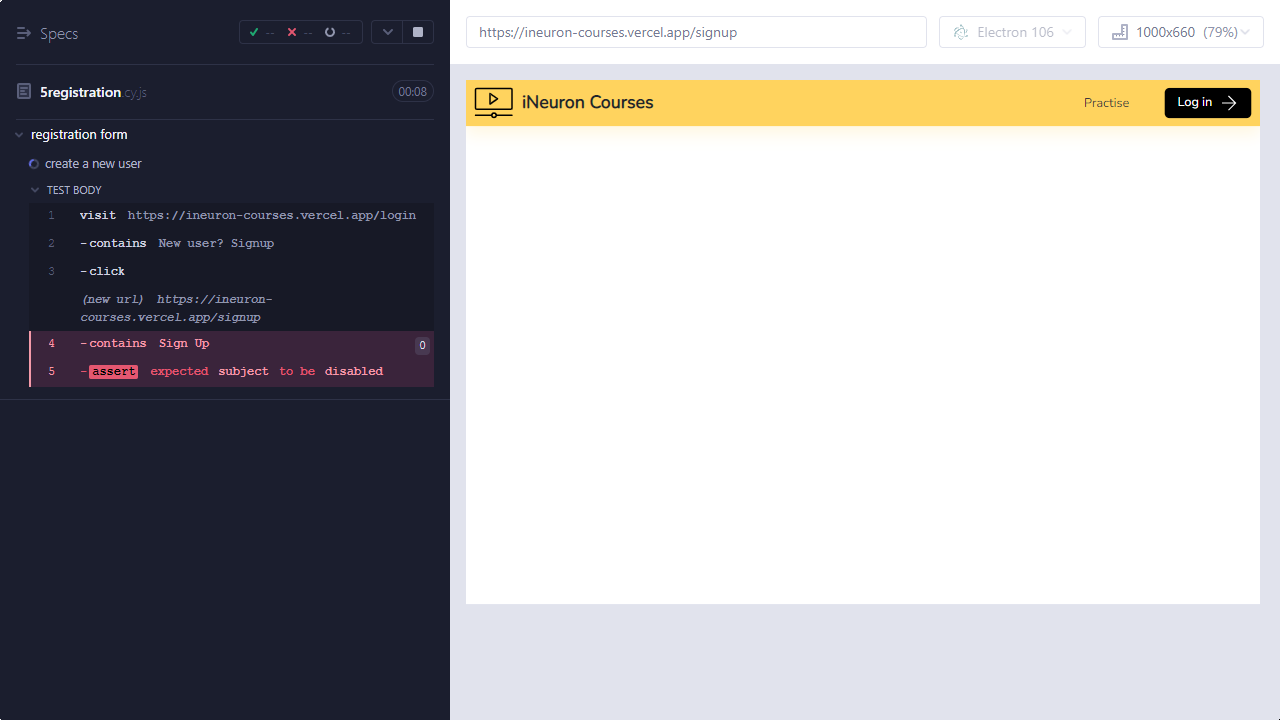 Specs
-- -- --
https://ineuron-courses.vercel.app/signup
Electron 106
1000x660 (79%)
5registration.cy.js
00:08
iNeuron Courses
Practise
Log in
registration form
create a new user
TEST BODY
1 visit https://ineuron-courses.vercel.app/login
2 -contains New user? Signup
3 -click
(new url) https://ineuron-
courses.vercel.app/signup
4 -contains Sign Up 0
5 -assert expected subject to be disabled